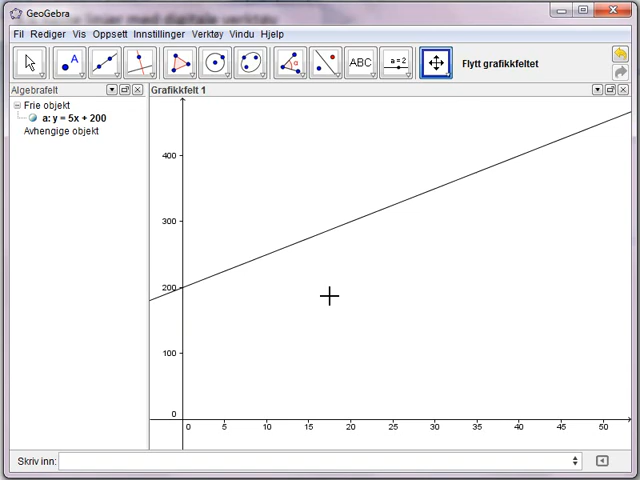 GeoGebra
Fil Rediger Vis Oppsett Innstillinger Verktøy Vindu Hjelp
A ABC a=2 Flytt grafikkfeltet
Algebrafelt Grafikkfelt 1
Frie objekt
a: y = 5x + 200
Avhengige objekt
400
300
200
100
0
0 5 10 15 20 25 30 35 40 45 50
Skriv inn: